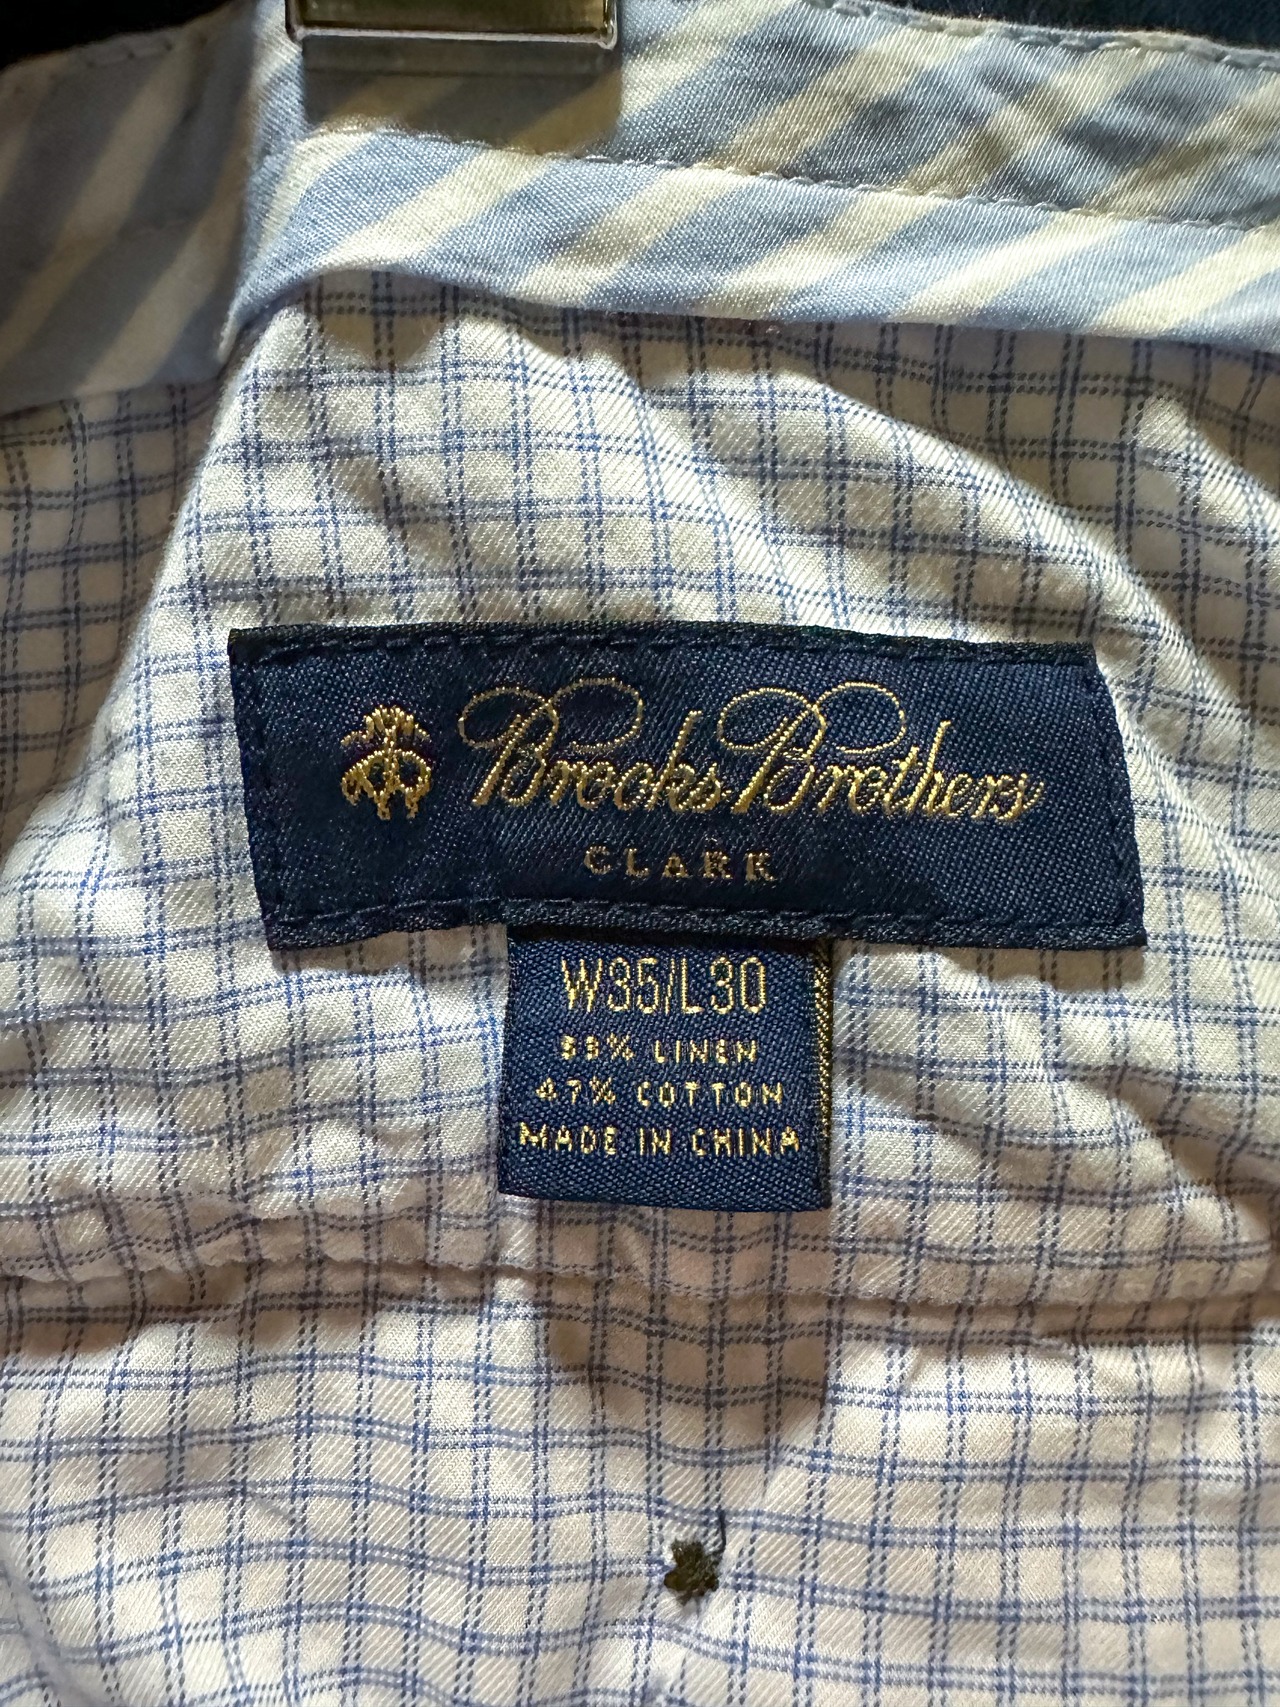 Brooks Brothers
CLARK
W35/L30
53% LINEN
47% COTTON
MADE IN CHINA